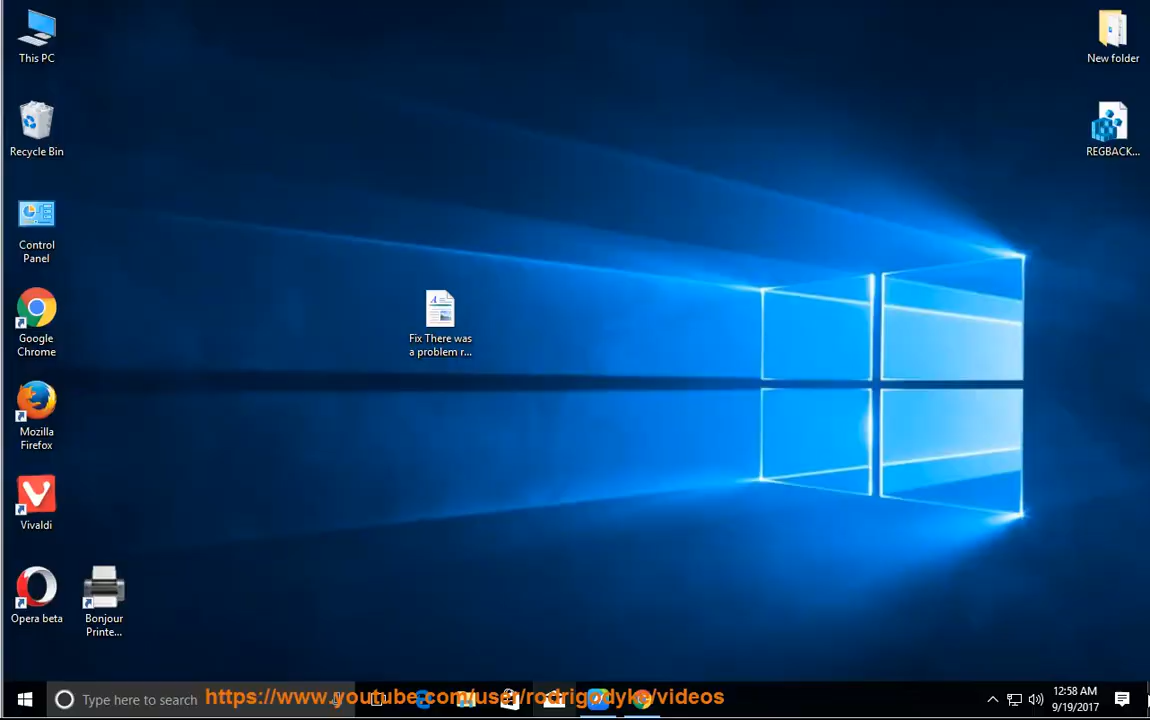 This PC
New folder
Recycle Bin
REGBACK...
Control
Panel
Fix There was
a problem r...
Google
Chrome
Mozilla
Firefox
Vivaldi
Opera beta
Bonjour
Printe...
Type here to search
https://www.youtube.com/user/rodrigodyke/videos
12:58 AM
9/19/2017